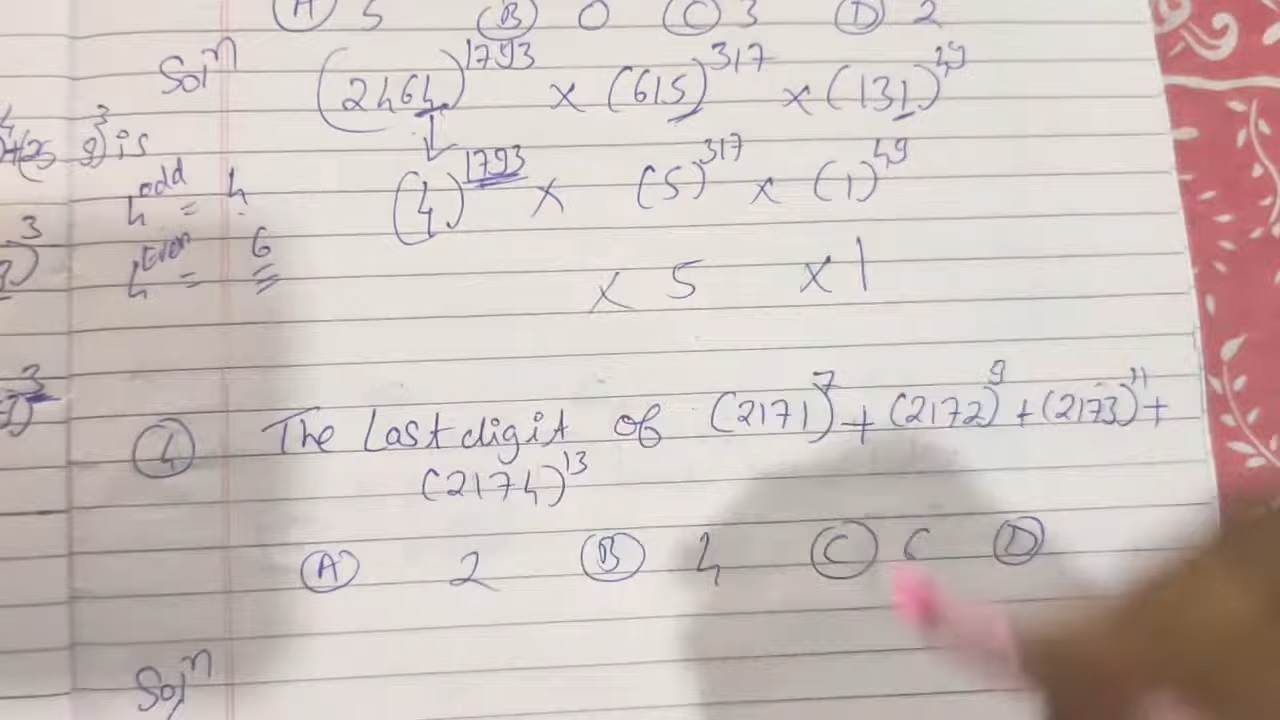 (A) 5 (B) 0 (C) 3 (D) 2
Solⁿ (2464)^1793 × (615)^317 × (131)^49
(4)^1793 × (5)^317 × (1)^49
4^odd = 4
4^Even = 6
× 5 × 1
(4) The Last digit of (2171)^7 + (2172)^9 + (2173)^11 +
(2174)^13
(A) 2 (B) 4 (C) 6 (D)
Solⁿ